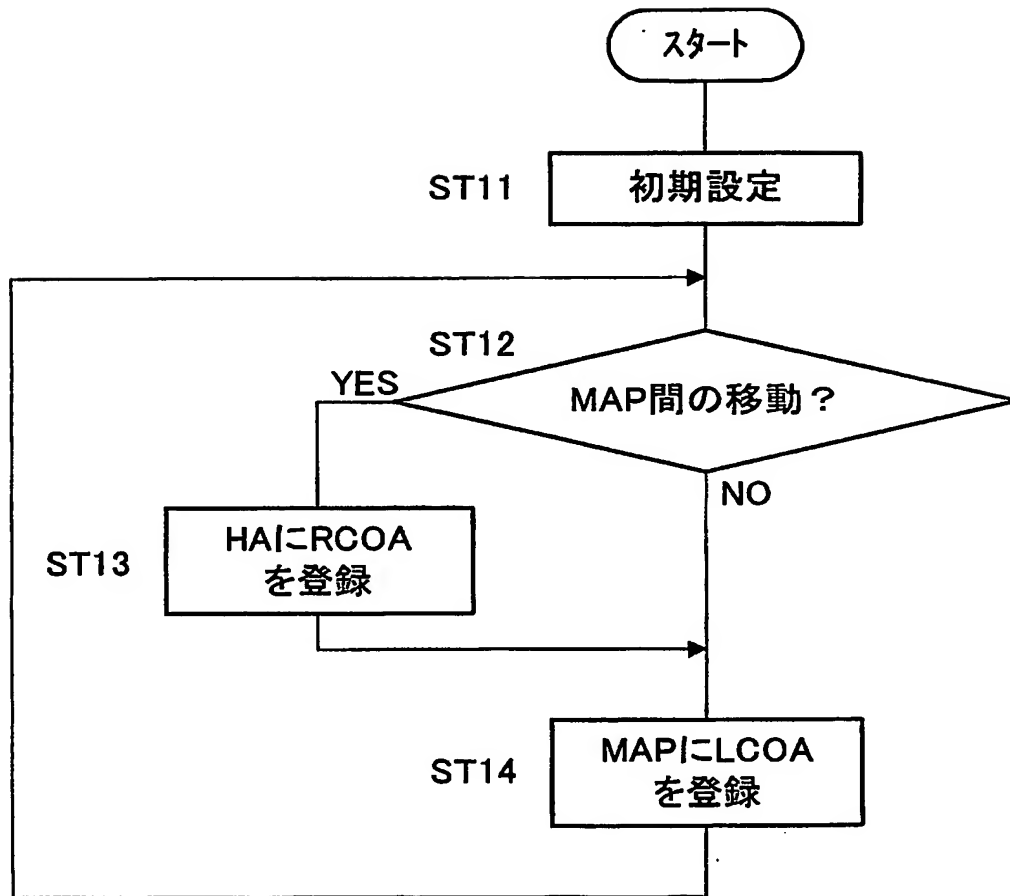 スタート
ST11
初期設定
ST12
YES
MAP間の移動？
NO
ST13
HAにRCOA
を登録
ST14
MAPにLCOA
を登録